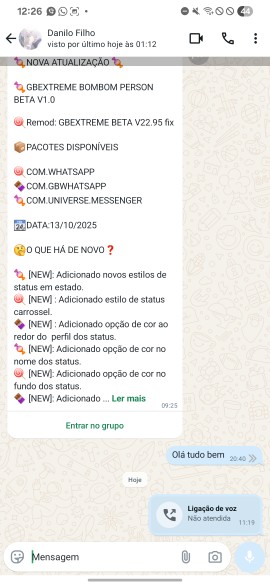 12:26
44
Danilo Filho
visto por último hoje às 01:12
🍬NOVA ATUALIZAÇÃO 🍬
🍬GBEXTREME BOMBOM PERSON
BETA V1.0
🍭Remod: GBEXTREME BETA V22.95 fix
📦PACOTES DISPONÍVEIS
🍭COM.WHATSAPP
🍫COM.GBWHATSAPP
🍬COM.UNIVERSE.MESSENGER
📅DATA:13/10/2025
🤔O QUE HÁ DE NOVO❓
🍬 [NEW]: Adicionado novos estilos de
status em estado.
🍭 [NEW] : Adicionado estilo de status
carrossel.
🍫 [NEW] : Adicionado opção de cor ao
redor do perfil dos status.
🍬 [NEW]: Adicionado opção de cor no
nome dos status.
🍭 [NEW]: Adicionado opção de cor no
fundo dos status.
🍫 [NEW]: Adicionado ... Ler mais
09:25
Entrar no grupo
Olá tudo bem 20:40
Hoje
Ligação de voz
Não atendida 11:19
Mensagem